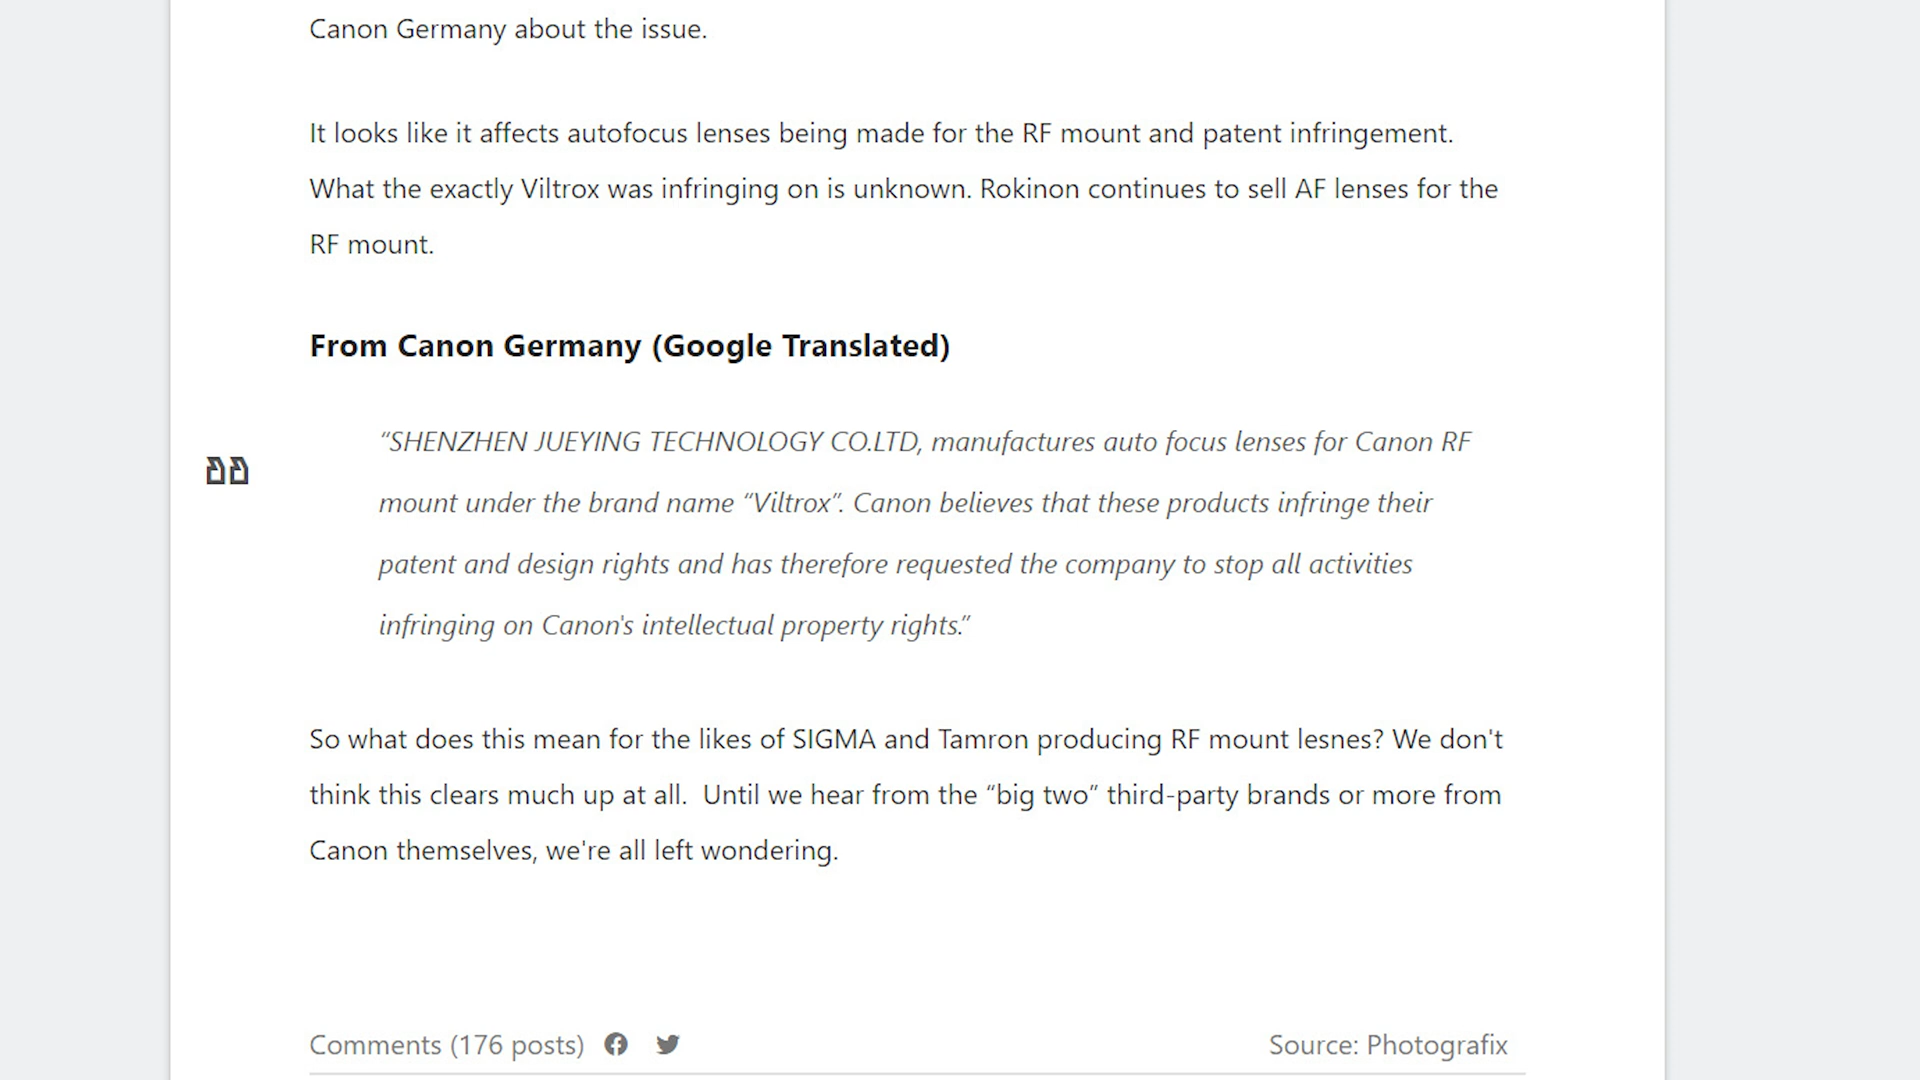 Canon Germany about the issue.
It looks like it affects autofocus lenses being made for the RF mount and patent infringement.
What the exactly Viltrox was infringing on is unknown. Rokinon continues to sell AF lenses for the
RF mount.
From Canon Germany (Google Translated)
“SHENZHEN JUEYING TECHNOLOGY CO.LTD, manufactures auto focus lenses for Canon RF
mount under the brand name “Viltrox”. Canon believes that these products infringe their
patent and design rights and has therefore requested the company to stop all activities
infringing on Canon's intellectual property rights.”
So what does this mean for the likes of SIGMA and Tamron producing RF mount lesnes? We don't
think this clears much up at all.  Until we hear from the “big two” third-party brands or more from
Canon themselves, we're all left wondering.
Comments (176 posts)
Source: Photografix